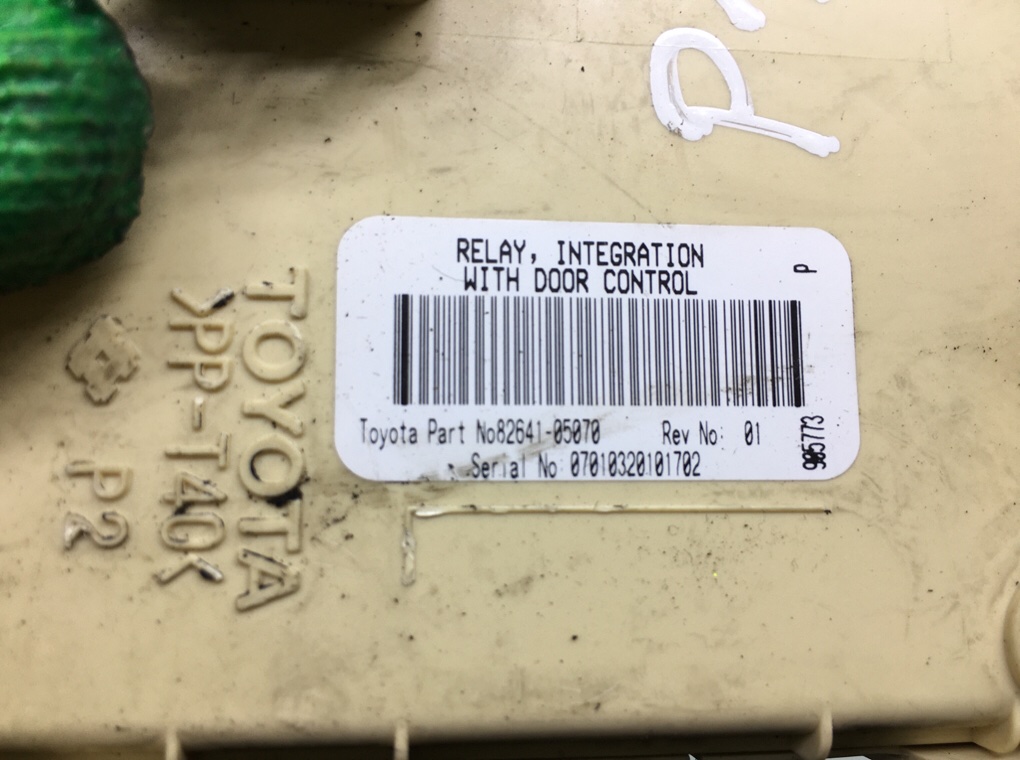 RELAY, INTEGRATION
WITH DOOR CONTROL
P
Toyota Part No82641-05070 Rev No: 01
Serial No 07010320101702
905773
TOYOTA
>PP-T40<
P2